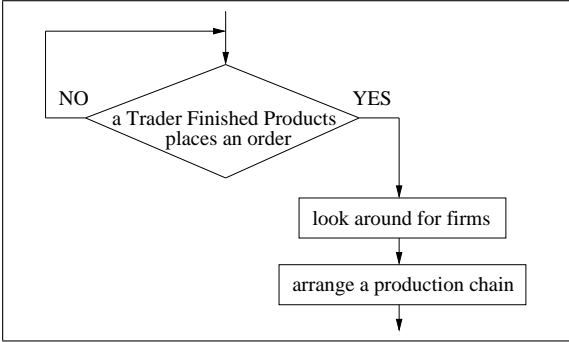 NO
YES
a Trader Finished Products
places an order
look around for firms
arrange a production chain